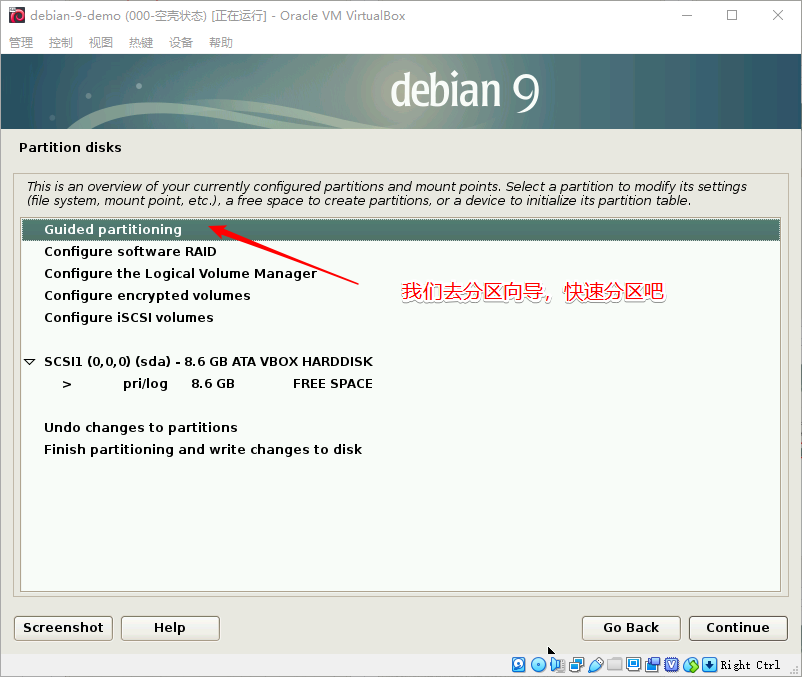 debian-9-demo (000-空壳状态) [正在运行] - Oracle VM VirtualBox
管理 控制 视图 热键 设备 帮助
debian 9
Partition disks
This is an overview of your currently configured partitions and mount points. Select a partition to modify its settings
(file system, mount point, etc.), a free space to create partitions, or a device to initialize its partition table.
Guided partitioning
Configure software RAID
Configure the Logical Volume Manager
Configure encrypted volumes
我们去分区向导，快速分区吧
Configure iSCSI volumes
SCSI1 (0,0,0) (sda) - 8.6 GB ATA VBOX HARDDISK
> pri/log 8.6 GB FREE SPACE
Undo changes to partitions
Finish partitioning and write changes to disk
Screenshot Help Go Back Continue
Right Ctrl